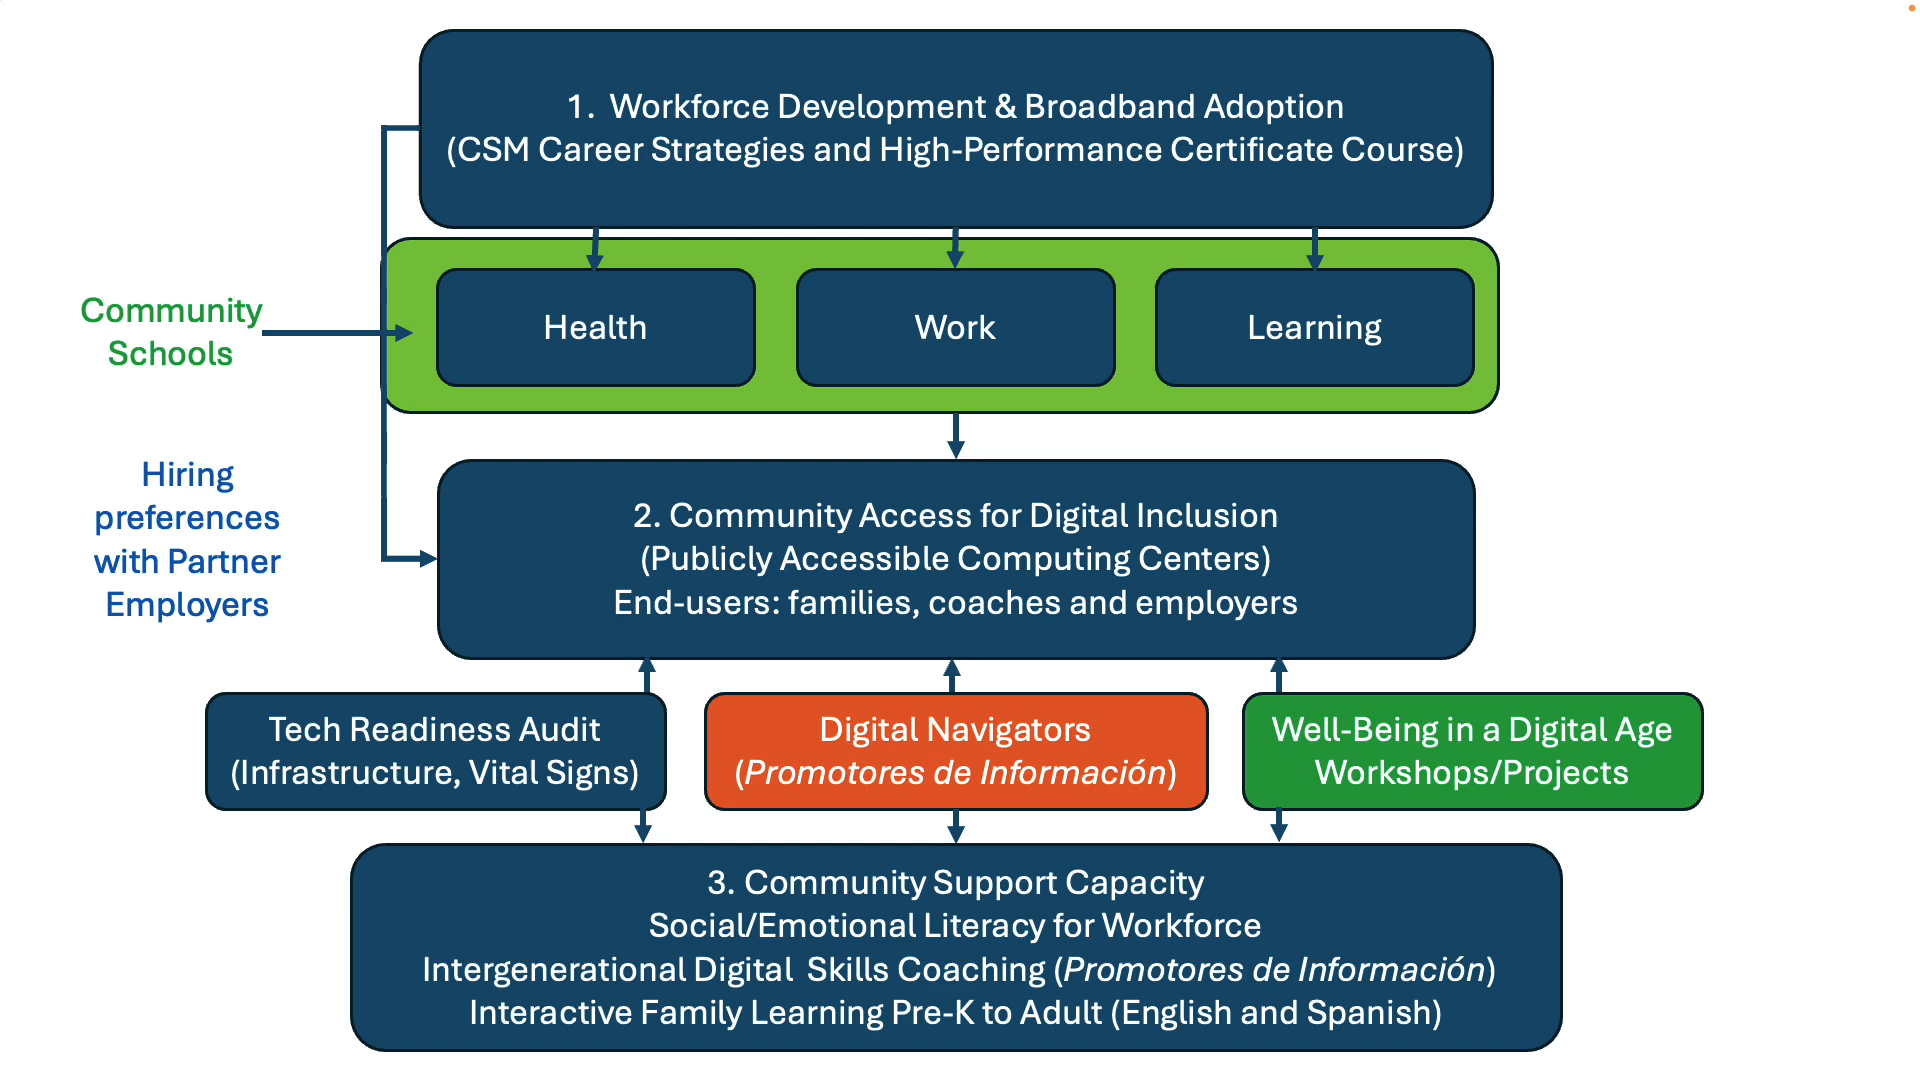 1.  Workforce Development & Broadband Adoption
(CSM Career Strategies and High-Performance Certificate Course)
Community
Schools
Health
Work
Learning
Hiring
preferences
with Partner
Employers
2. Community Access for Digital Inclusion
(Publicly Accessible Computing Centers)
End-users: families, coaches and employers
Tech Readiness Audit
(Infrastructure, Vital Signs)
Digital Navigators
(Promotores de Información)
Well-Being in a Digital Age
Workshops/Projects
3. Community Support Capacity
Social/Emotional Literacy for Workforce
Intergenerational Digital  Skills Coaching (Promotores de Información)
Interactive Family Learning Pre-K to Adult (English and Spanish)